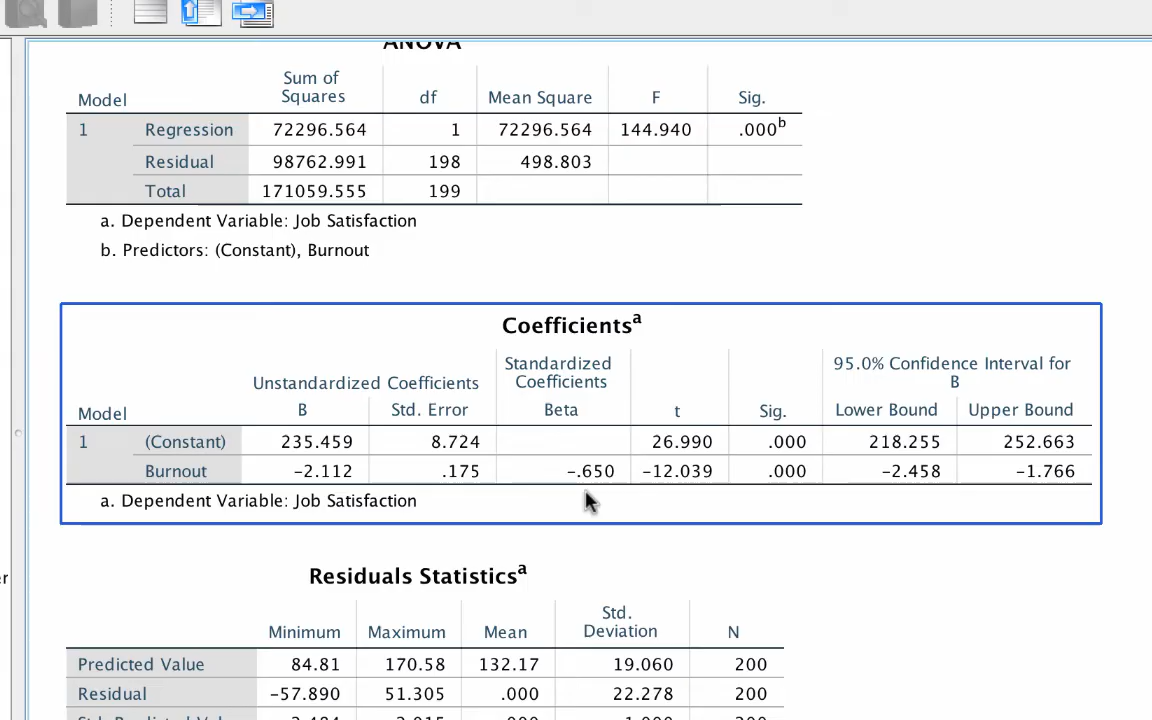 ANOVA
Model Sum of Squares df Mean Square F Sig.
1 Regression 72296.564 1 72296.564 144.940 .000b
Residual 98762.991 198 498.803
Total 171059.555 199
a. Dependent Variable: Job Satisfaction
b. Predictors: (Constant), Burnout
Coefficientsa
Unstandardized Coefficients Standardized Coefficients 95.0% Confidence Interval for B
Model B Std. Error Beta t Sig. Lower Bound Upper Bound
1 (Constant) 235.459 8.724 26.990 .000 218.255 252.663
Burnout -2.112 .175 -.650 -12.039 .000 -2.458 -1.766
a. Dependent Variable: Job Satisfaction
er
Residuals Statisticsa
Minimum Maximum Mean Std. Deviation N
Predicted Value 84.81 170.58 132.17 19.060 200
Residual -57.890 51.305 .000 22.278 200